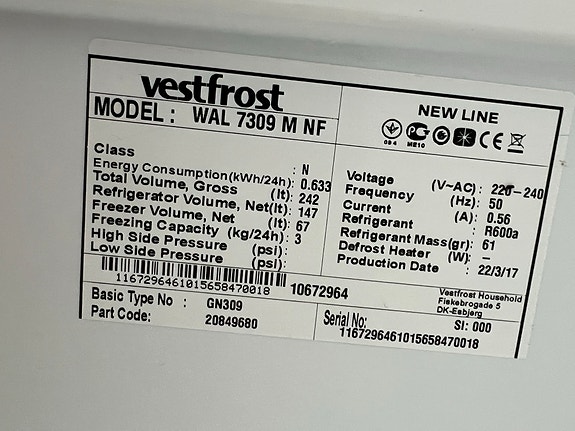 vestfrost
MODEL : WAL 7309 M NF
NEW LINE
Class : N
Energy Consumption(kWh/24h): 0.633
Total Volume, Gross (lt): 242
Refrigerator Volume, Net(lt): 147
Freezer Volume, Net (lt): 67
Freezing Capacity (kg/24h): 3
High Side Pressure (psi):
Low Side Pressure (psi):
Voltage (V~AC) : 220-240
Frequency (Hz) : 50
Current (A) : 0.56
Refrigerant : R600a
Refrigerant Mass(gr) : 61
Defrost Heater (W) : –
Production Date : 22/3/17
1167296461015658470018
10672964
Basic Type No : GN309
Part Code: 20849680
Vestfrost Household
Fiskebrogade 5
DK-Esbjerg
Serial No: SI: 000
1167296461015658470018